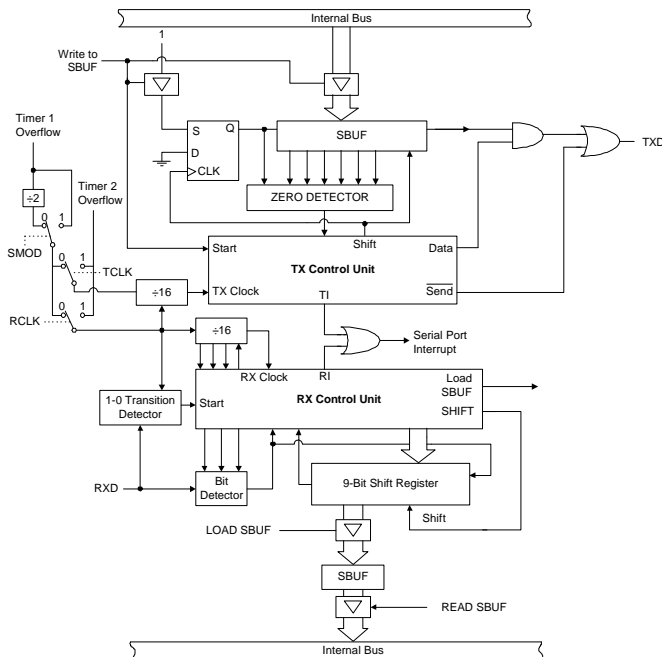 Internal Bus
1
Write to
SBUF
S
Q
D
CLK
SBUF
TXD
Timer 1
Overflow
Timer 2
Overflow
÷2
0
1
SMOD
ZERO DETECTOR
Start
Shift
Data
TX Control Unit
0
1
TCLK
÷16
TX Clock
TI
Send
RCLK
0
1
÷16
Serial Port
Interrupt
RX Clock
RI
Load
SBUF
1-0 Transition
Detector
Start
RX Control Unit
SHIFT
RXD
Bit
Detector
9-Bit Shift Register
LOAD SBUF
Shift
SBUF
READ SBUF
Internal Bus